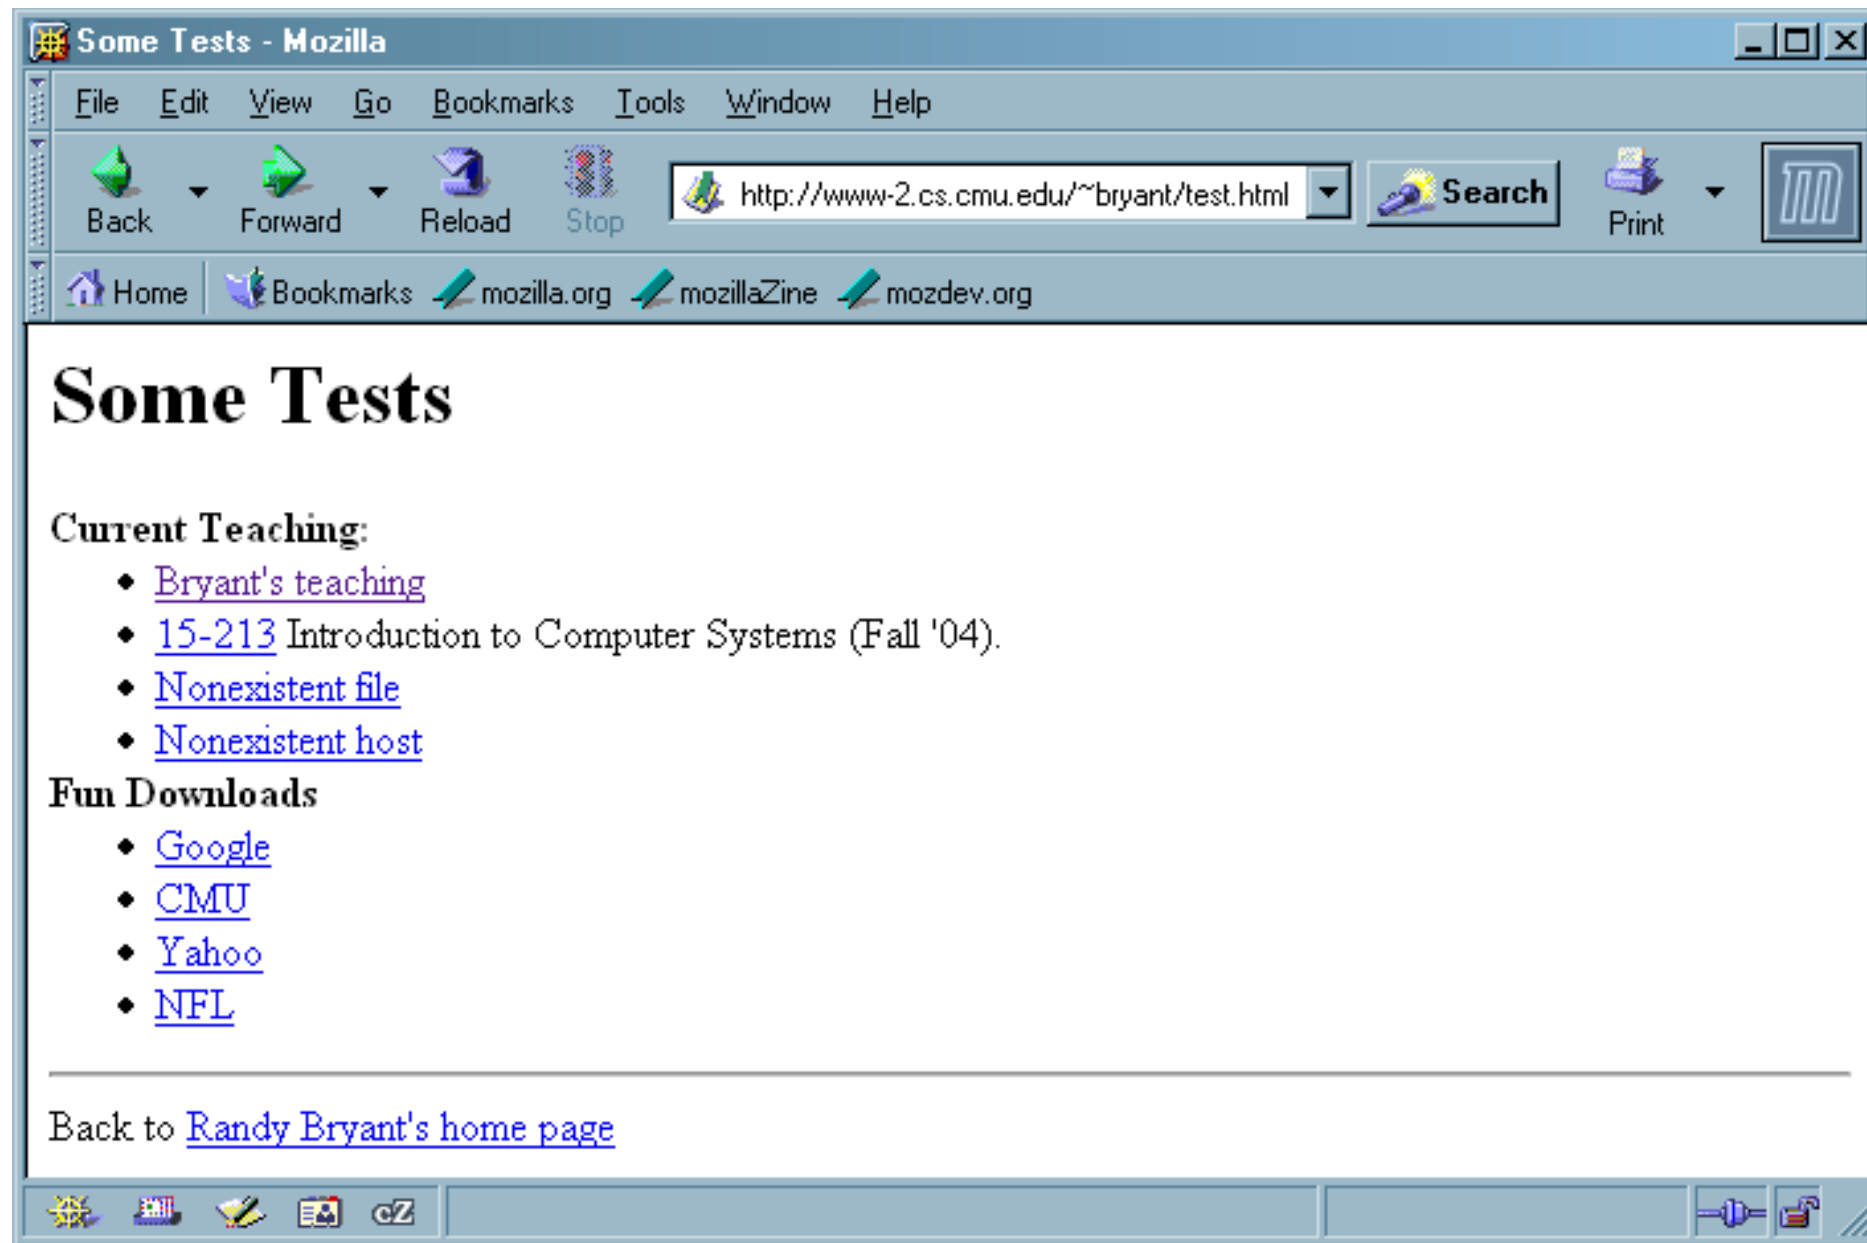 Some Tests - Mozilla
File Edit View Go Bookmarks Tools Window Help
Back Forward Reload Stop http://www-2.cs.cmu.edu/~bryant/test.html Search Print
Home Bookmarks mozilla.org mozillaZine mozdev.org
Some Tests
Current Teaching:
Bryant's teaching
15-213 Introduction to Computer Systems (Fall '04).
Nonexistent file
Nonexistent host
Fun Downloads
Google
CMU
Yahoo
NFL
Back to Randy Bryant's home page
cZ